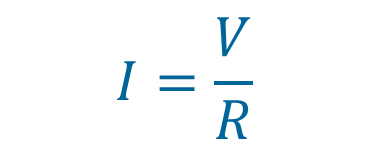 I = V/R